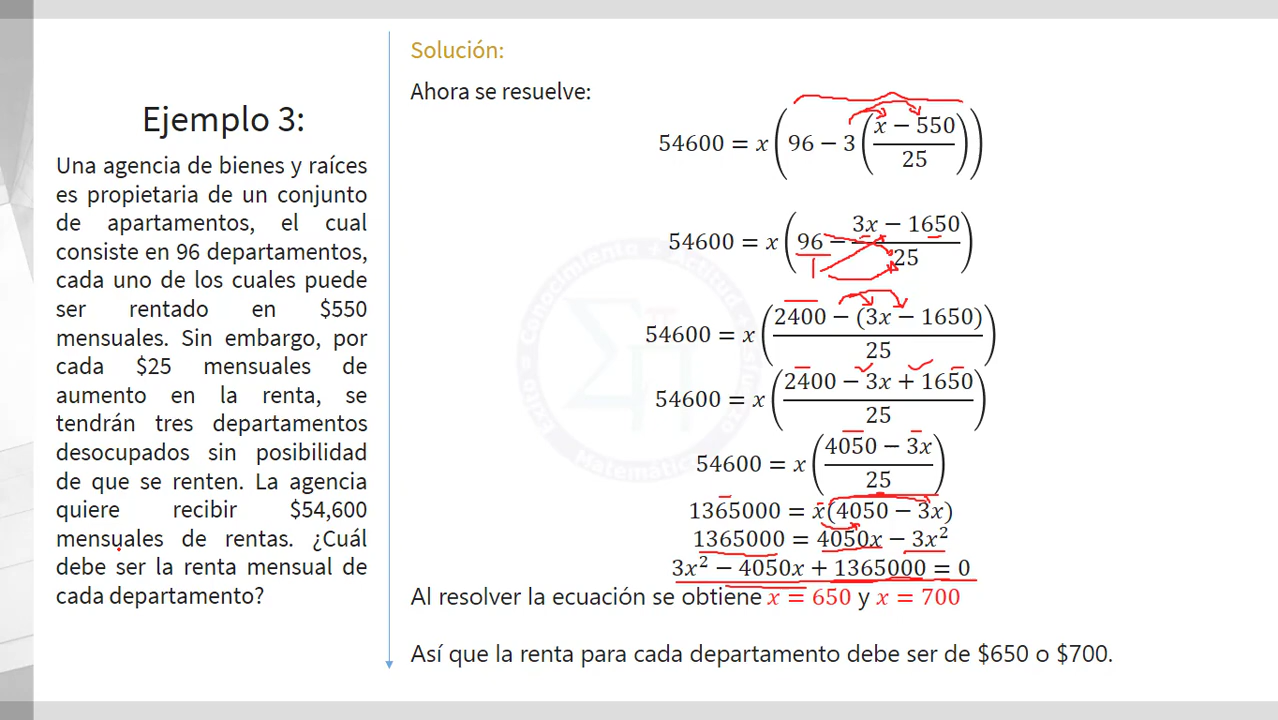 Ejemplo 3:
Una agencia de bienes y raíces
es propietaria de un conjunto
de apartamentos, el cual
consiste en 96 departamentos,
cada uno de los cuales puede
ser rentado en $550
mensuales. Sin embargo, por
cada $25 mensuales de
aumento en la renta, se
tendrán tres departamentos
desocupados sin posibilidad
de que se renten. La agencia
quiere recibir $54,600
mensuales de rentas. ¿Cuál
debe ser la renta mensual de
cada departamento?
Solución:
Ahora se resuelve:
54600 = x(96 − 3((x − 550)/25))
54600 = x(96 − (3x − 1650)/25)
1
54600 = x((2400 − (3x − 1650))/25)
54600 = x((2400 − 3x + 1650)/25)
54600 = x((4050 − 3x)/25)
1365000 = x(4050 − 3x)
1365000 = 4050x − 3x²
3x² − 4050x + 1365000 = 0
Al resolver la ecuación se obtiene x = 650 y x = 700
Así que la renta para cada departamento debe ser de $650 o $700.